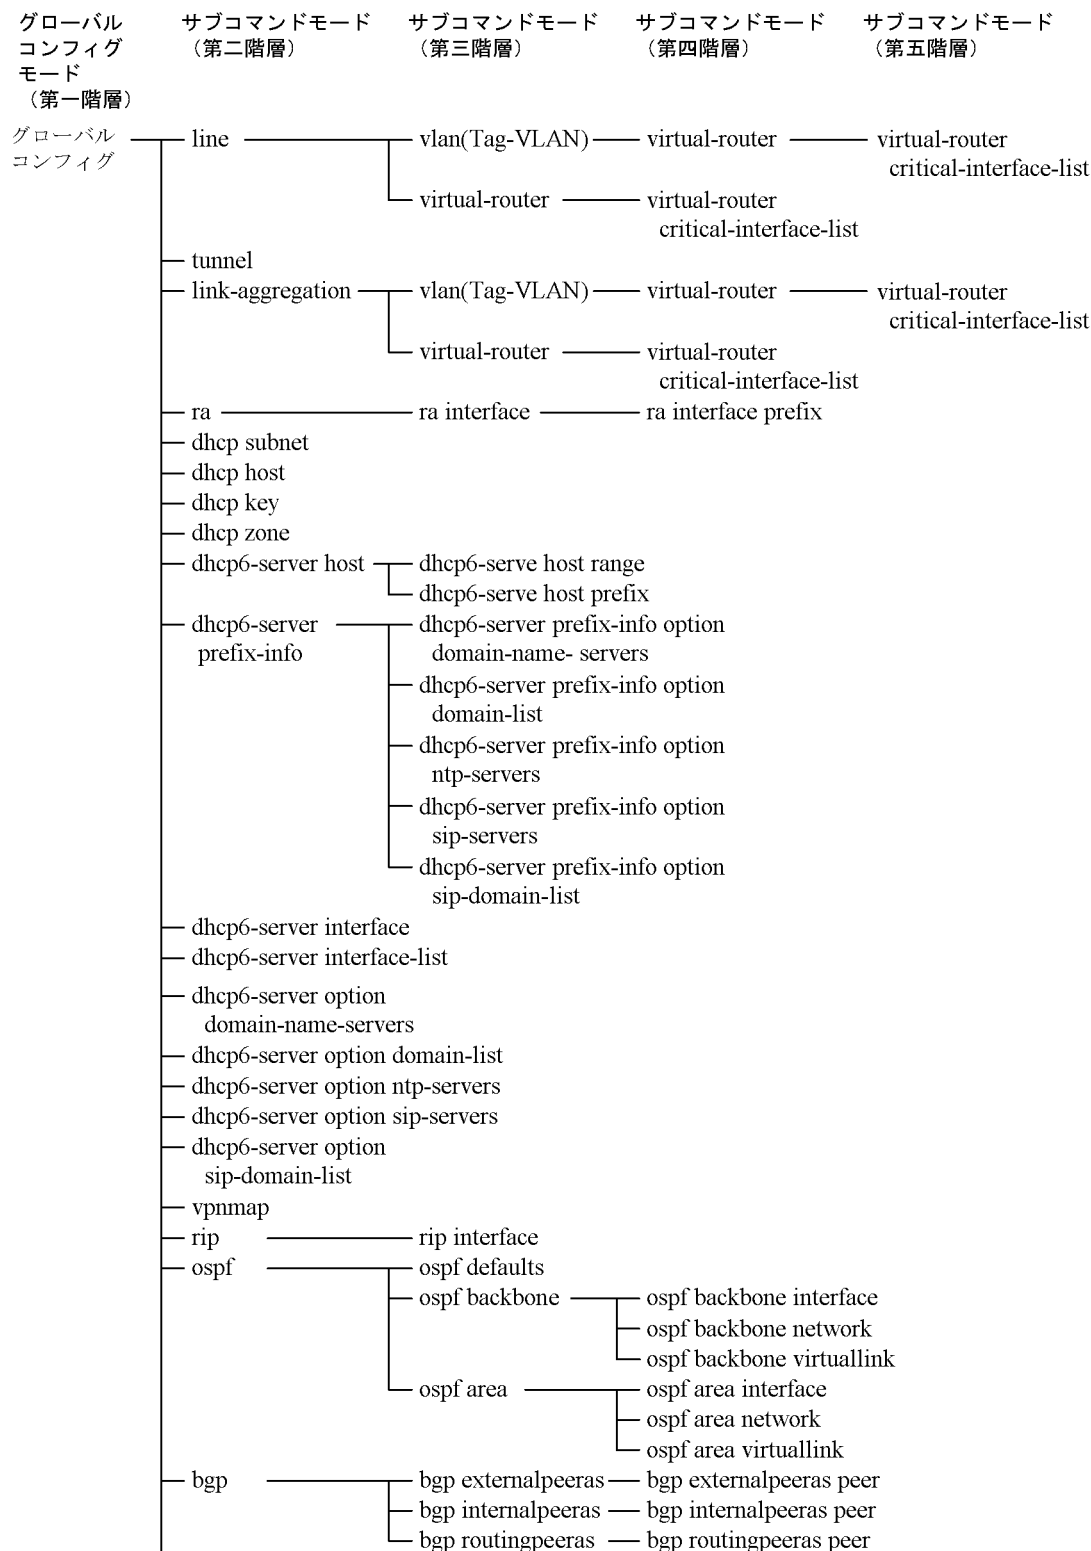 グローバル サブコマンドモード サブコマンドモード サブコマンドモード サブコマンドモード
コンフィグ （第二階層） （第三階層） （第四階層） （第五階層）
モード
（第一階層）
グローバル line vlan(Tag-VLAN) virtual-router virtual-router
コンフィグ critical-interface-list
virtual-router virtual-router
critical-interface-list
tunnel
link-aggregation vlan(Tag-VLAN) virtual-router virtual-router
critical-interface-list
virtual-router virtual-router
critical-interface-list
ra ra interface ra interface prefix
dhcp subnet
dhcp host
dhcp key
dhcp zone
dhcp6-server host dhcp6-serve host range
dhcp6-serve host prefix
dhcp6-server dhcp6-server prefix-info option
prefix-info domain-name- servers
dhcp6-server prefix-info option
domain-list
dhcp6-server prefix-info option
ntp-servers
dhcp6-server prefix-info option
sip-servers
dhcp6-server prefix-info option
sip-domain-list
dhcp6-server interface
dhcp6-server interface-list
dhcp6-server option
domain-name-servers
dhcp6-server option domain-list
dhcp6-server option ntp-servers
dhcp6-server option sip-servers
dhcp6-server option
sip-domain-list
vpnmap
rip rip interface
ospf ospf defaults
ospf backbone ospf backbone interface
ospf backbone network
ospf backbone virtuallink
ospf area ospf area interface
ospf area network
ospf area virtuallink
bgp bgp externalpeeras bgp externalpeeras peer
bgp internalpeeras bgp internalpeeras peer
bgp routingpeeras bgp routingpeeras peer